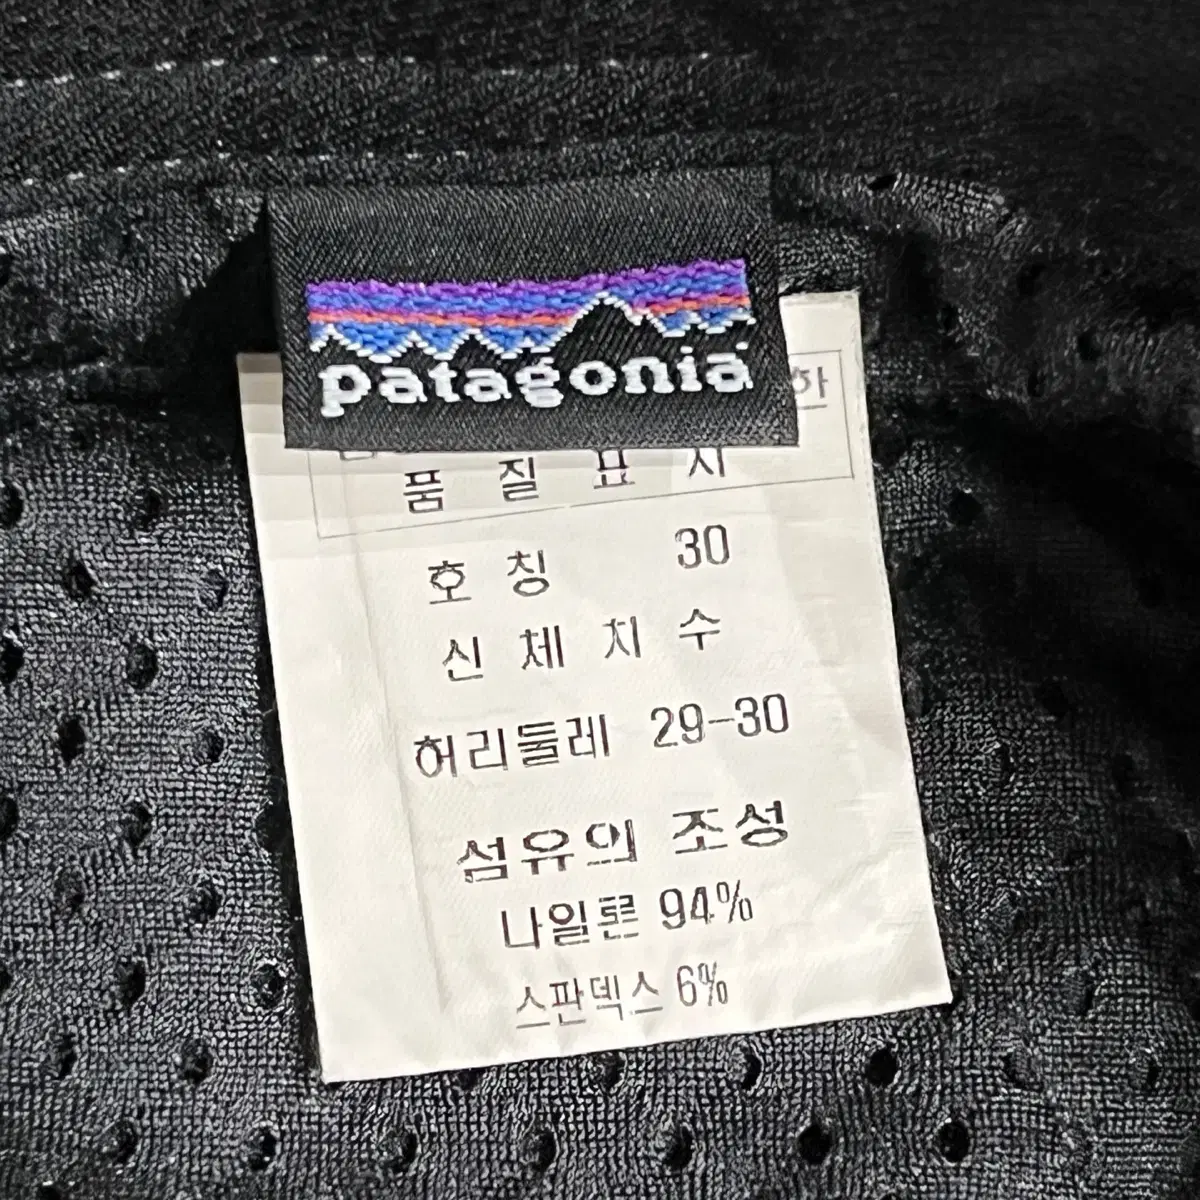 patagonia
하
품 질 표 시
호 칭 30
신 체 치 수
허리둘레 29-30
섬유의 조성
나일론 94%
스판덱스 6%